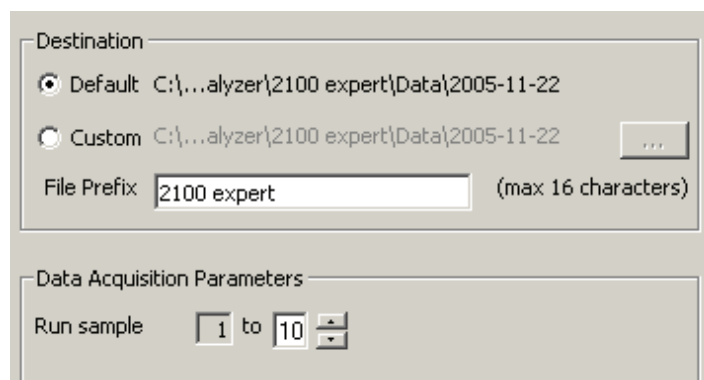 Destination
Default C:\...alyzer\2100 expert\Data\2005-11-22
Custom C:\...alyzer\2100 expert\Data\2005-11-22 ...
File Prefix 2100 expert (max 16 characters)
Data Acquisition Parameters
Run sample 1 to 10